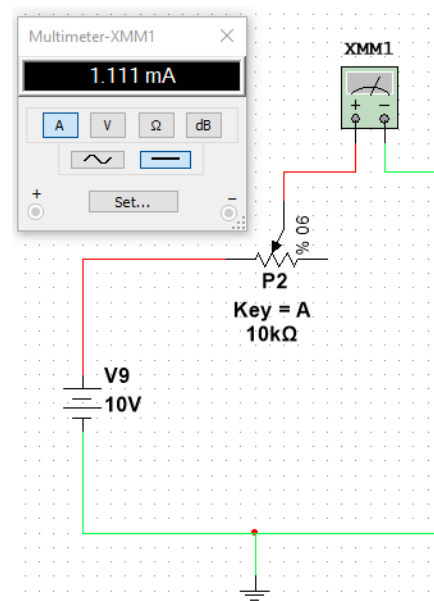 Multimeter-XMM1
1.111 mA
A V Ω dB
+ Set... −
XMM1
+ −
90 %
P2
Key = A
10kΩ
V9
10V